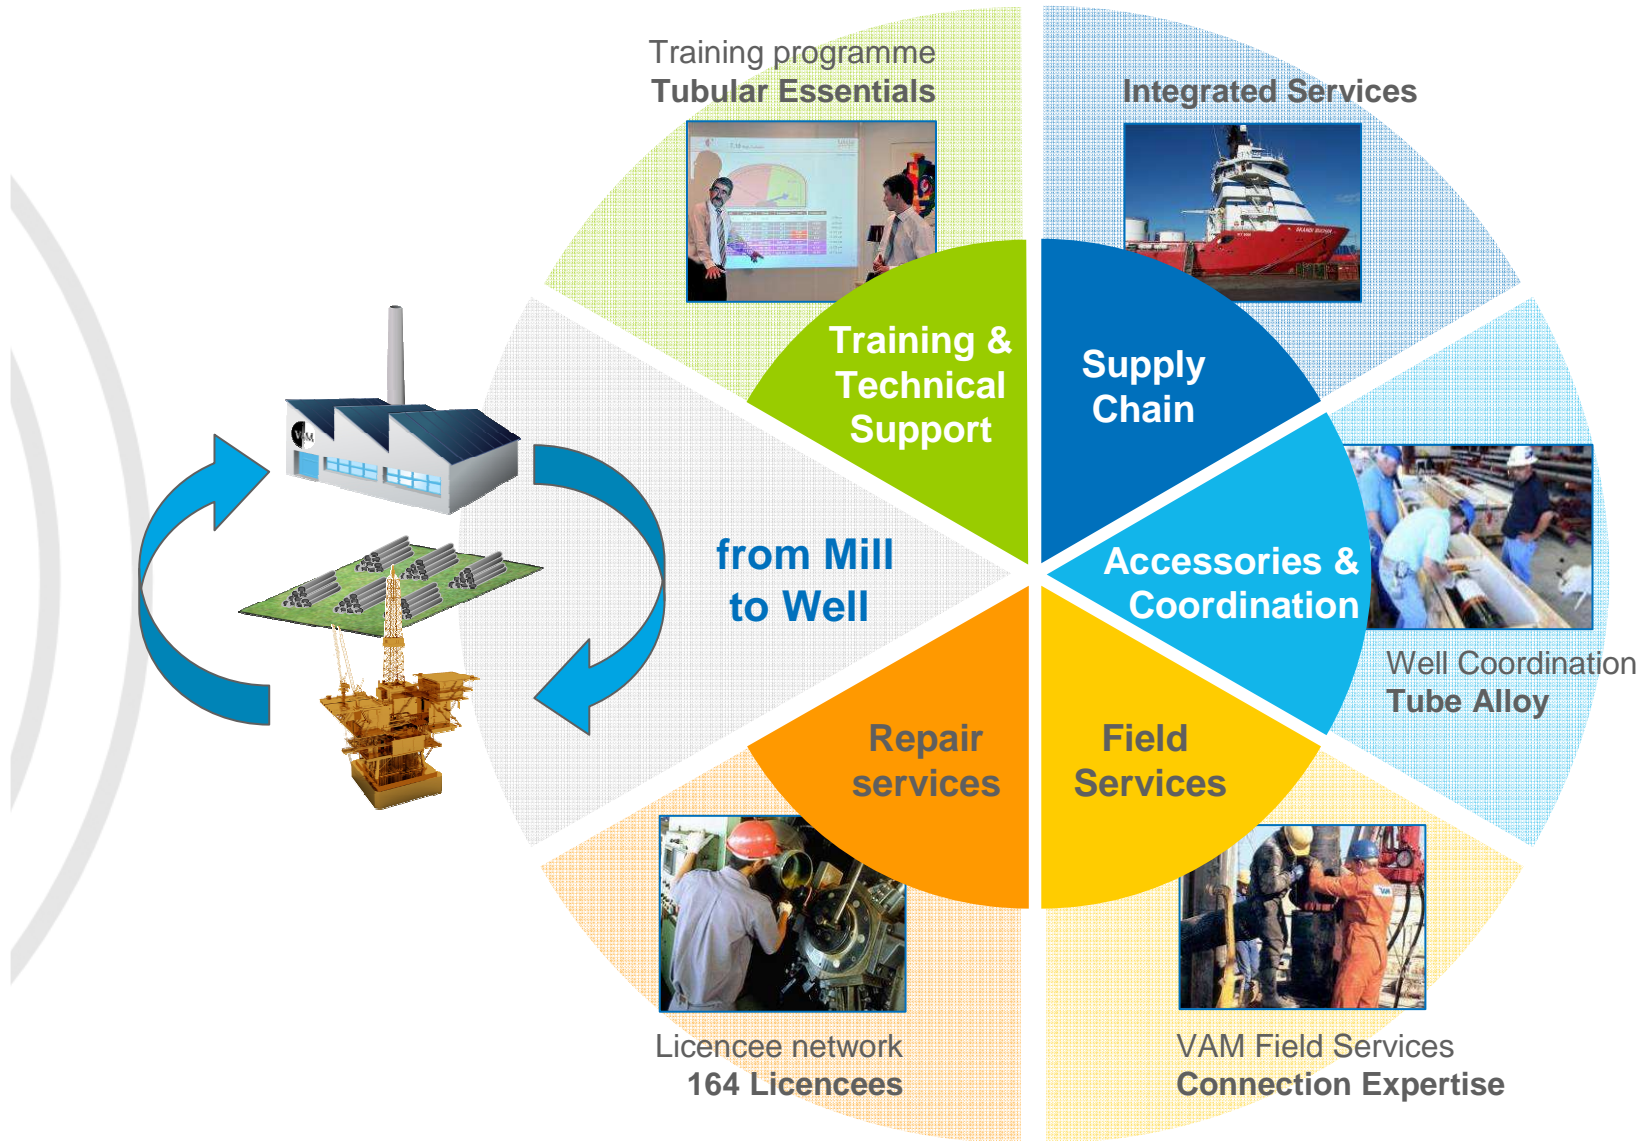 Training programme
Tubular Essentials
Integrated Services
Training &
Technical
Support
Supply
Chain
VAM
from Mill
to Well
Accessories &
Coordination
Well Coordination
Tube Alloy
Repair
services
Field
Services
Licencee network
164 Licencees
VAM Field Services
Connection Expertise